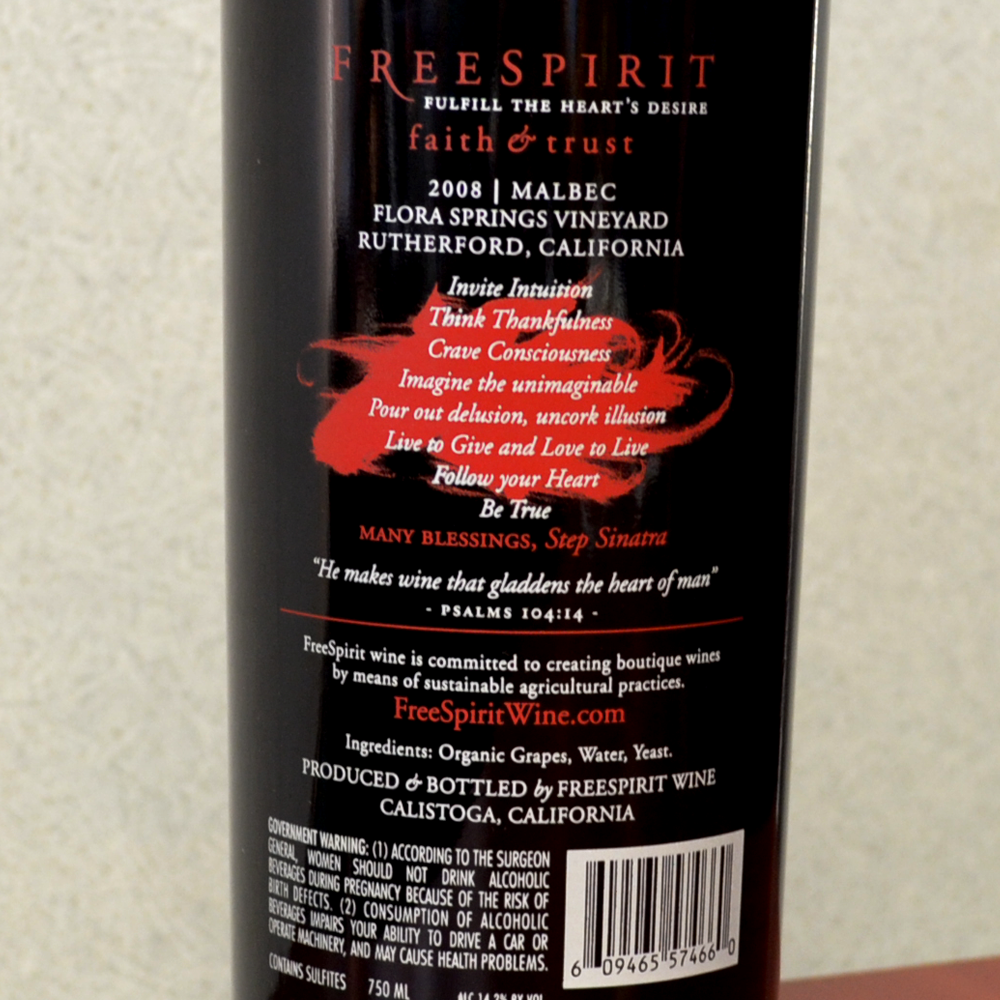 FREESPIRIT
FULFILL THE HEART'S DESIRE
faith & trust
2008 | MALBEC
FLORA SPRINGS VINEYARD
RUTHERFORD, CALIFORNIA
Invite Intuition
Think Thankfulness
Crave Consciousness
Imagine the unimaginable
Pour out delusion, uncork illusion
Live to Give and Love to Live
Follow your Heart
Be True
MANY BLESSINGS, Step Sinatra
"He makes wine that gladdens the heart of man"
- PSALMS 104:14 -
FreeSpirit wine is committed to creating boutique wines
by means of sustainable agricultural practices.
FreeSpiritWine.com
Ingredients: Organic Grapes, Water, Yeast.
PRODUCED & BOTTLED by FREESPIRIT WINE
CALISTOGA, CALIFORNIA
GOVERNMENT WARNING: (1) ACCORDING TO THE SURGEON
GENERAL, WOMEN SHOULD NOT DRINK ALCOHOLIC
BEVERAGES DURING PREGNANCY BECAUSE OF THE RISK OF
BIRTH DEFECTS. (2) CONSUMPTION OF ALCOHOLIC
BEVERAGES IMPAIRS YOUR ABILITY TO DRIVE A CAR OR
OPERATE MACHINERY, AND MAY CAUSE HEALTH PROBLEMS.
6 09465 57466 0
CONTAINS SULFITES 750 ML ALC 14.2% BY VOL